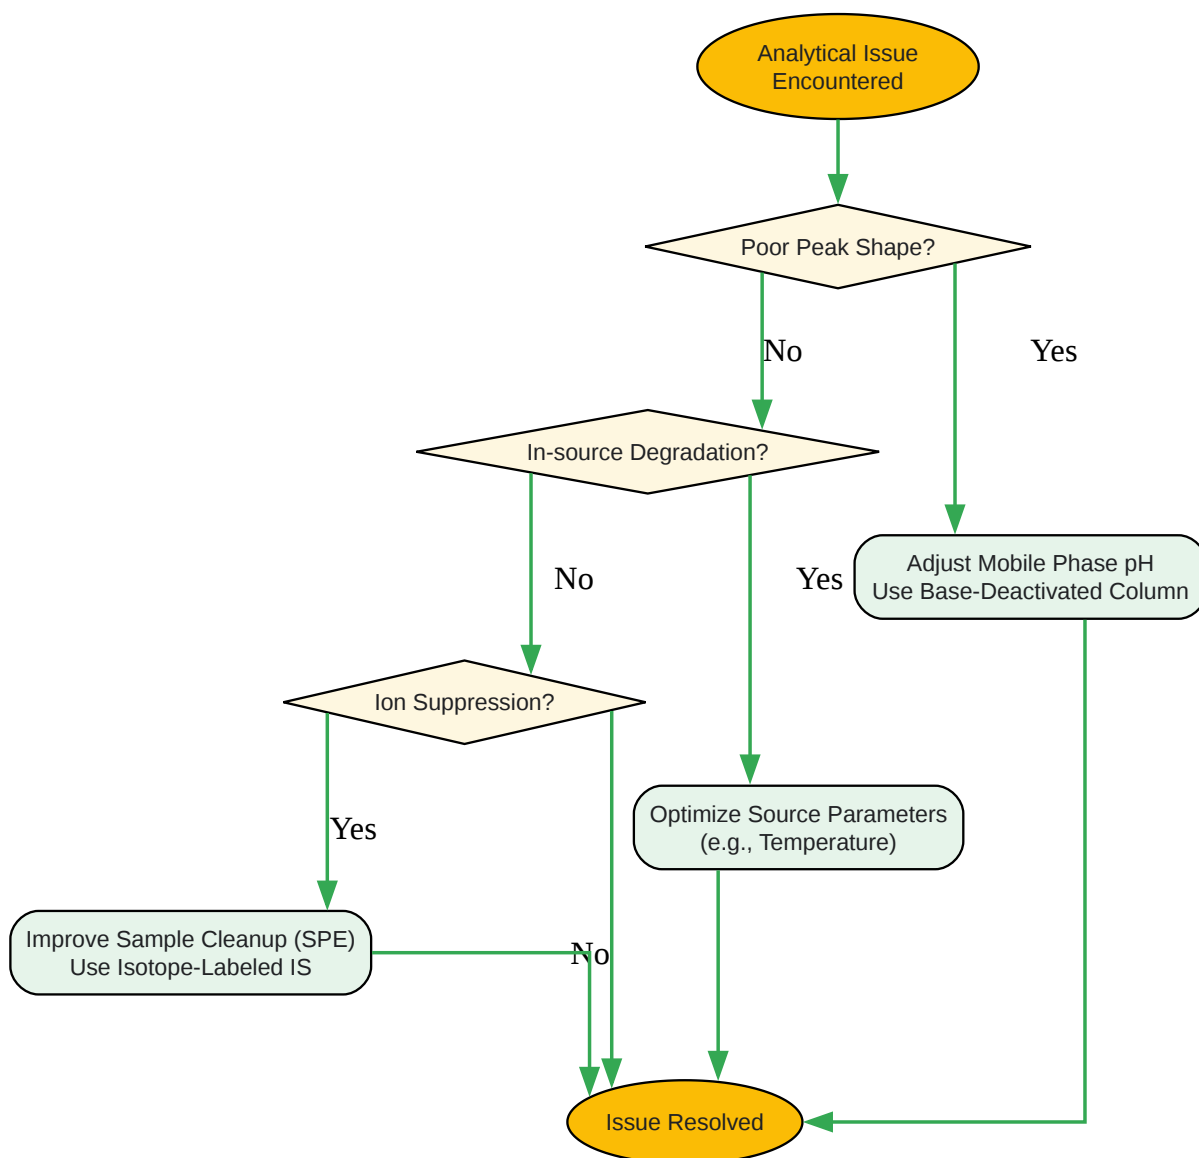 Analytical Issue
Encountered
Poor Peak Shape?
No
Yes
In-source Degradation?
No
Yes
Adjust Mobile Phase pH
Use Base-Deactivated Column
Ion Suppression?
Yes
No
Optimize Source Parameters
(e.g., Temperature)
Improve Sample Cleanup (SPE)
Use Isotope-Labeled IS
Issue Resolved